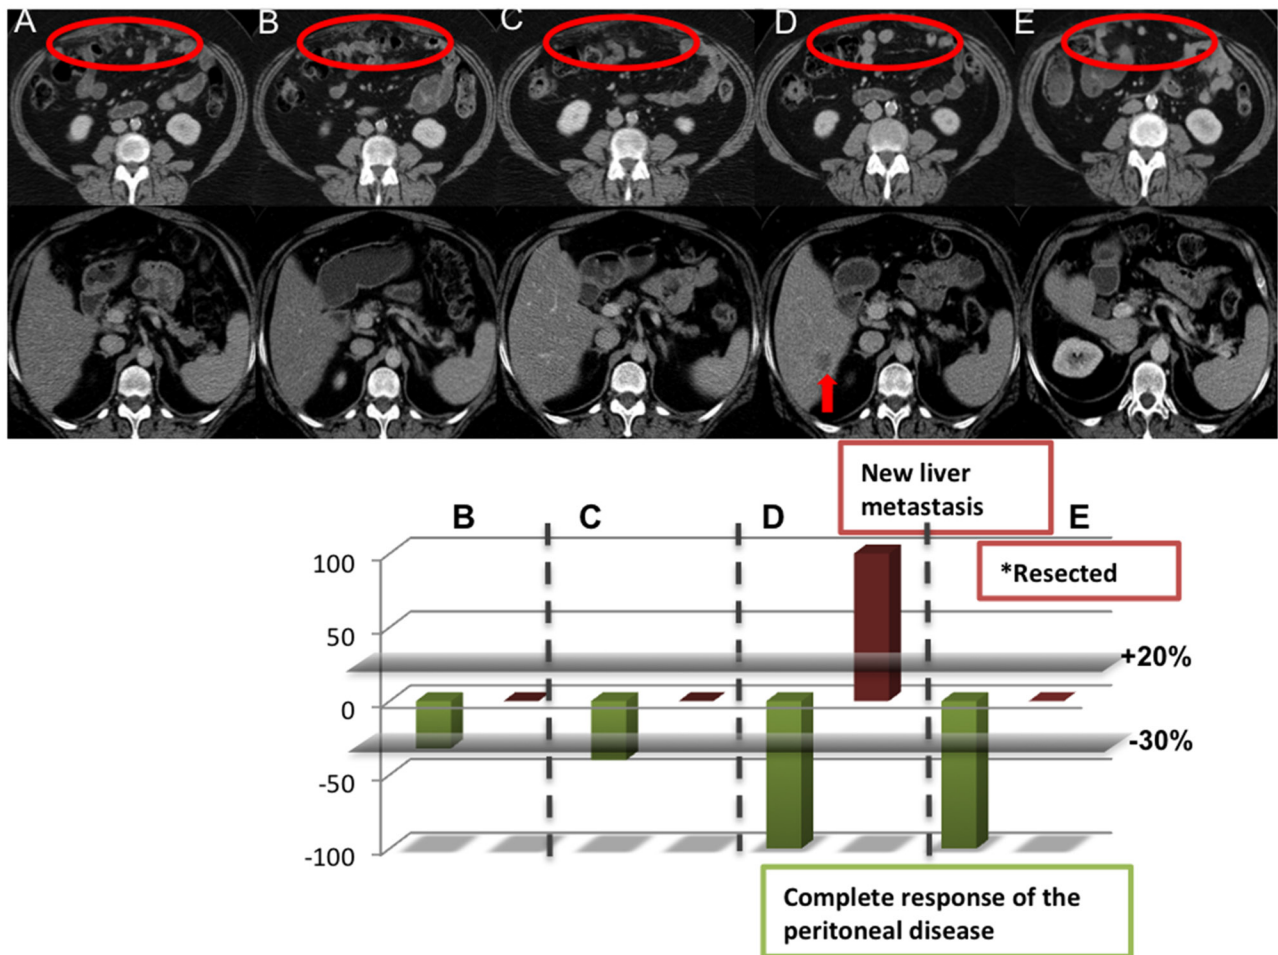 A B C D E
New liver
metastasis
B C D E
*Resected
100
50
+20%
0
-30%
-50
-100
Complete response of the
peritoneal disease